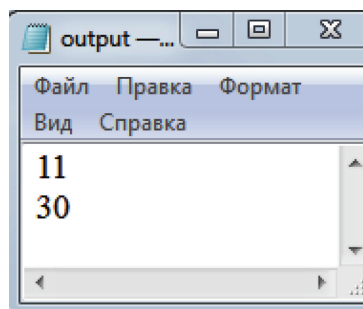 output —...
Файл Правка Формат
Вид Справка
11
30